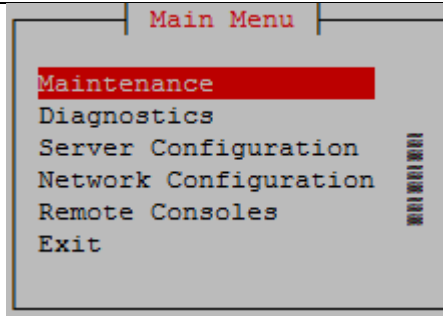 Main Menu
Maintenance
Diagnostics
Server Configuration
Network Configuration
Remote Consoles
Exit